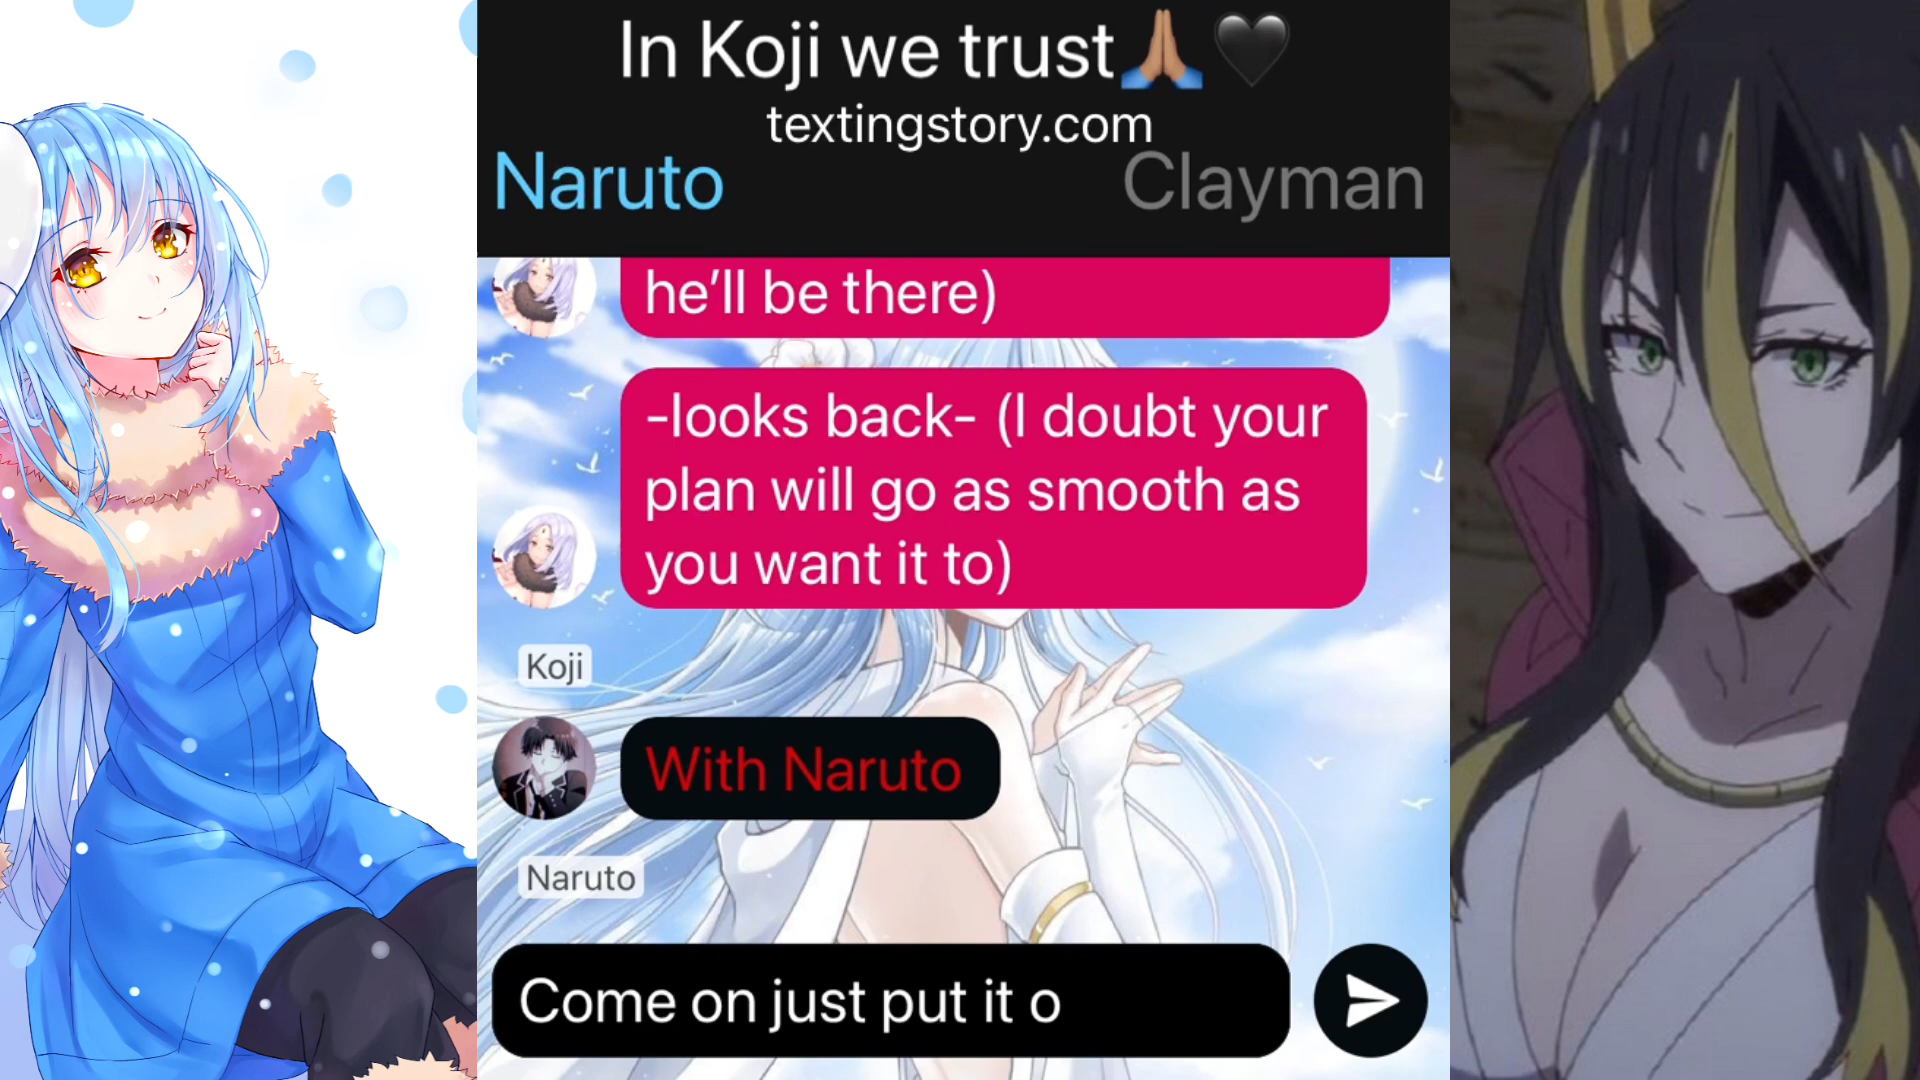 In Koji we trust🙏🏽🖤
textingstory.com
Naruto
Clayman
he’ll be there)
-looks back- (I doubt your
plan will go as smooth as
you want it to)
Koji
With Naruto
Naruto
Come on just put it o